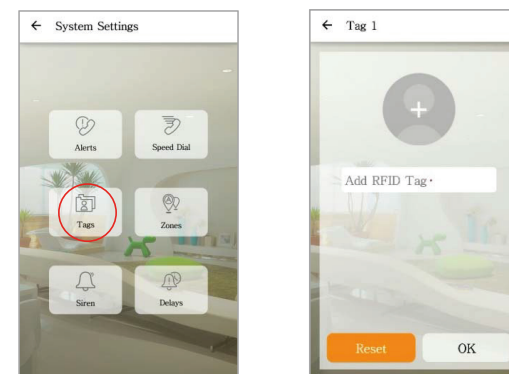 ← System Settings
Alerts
Speed Dial
Tags
Zones
Siren
Delays
← Tag 1
Add RFID Tag·
Reset
OK